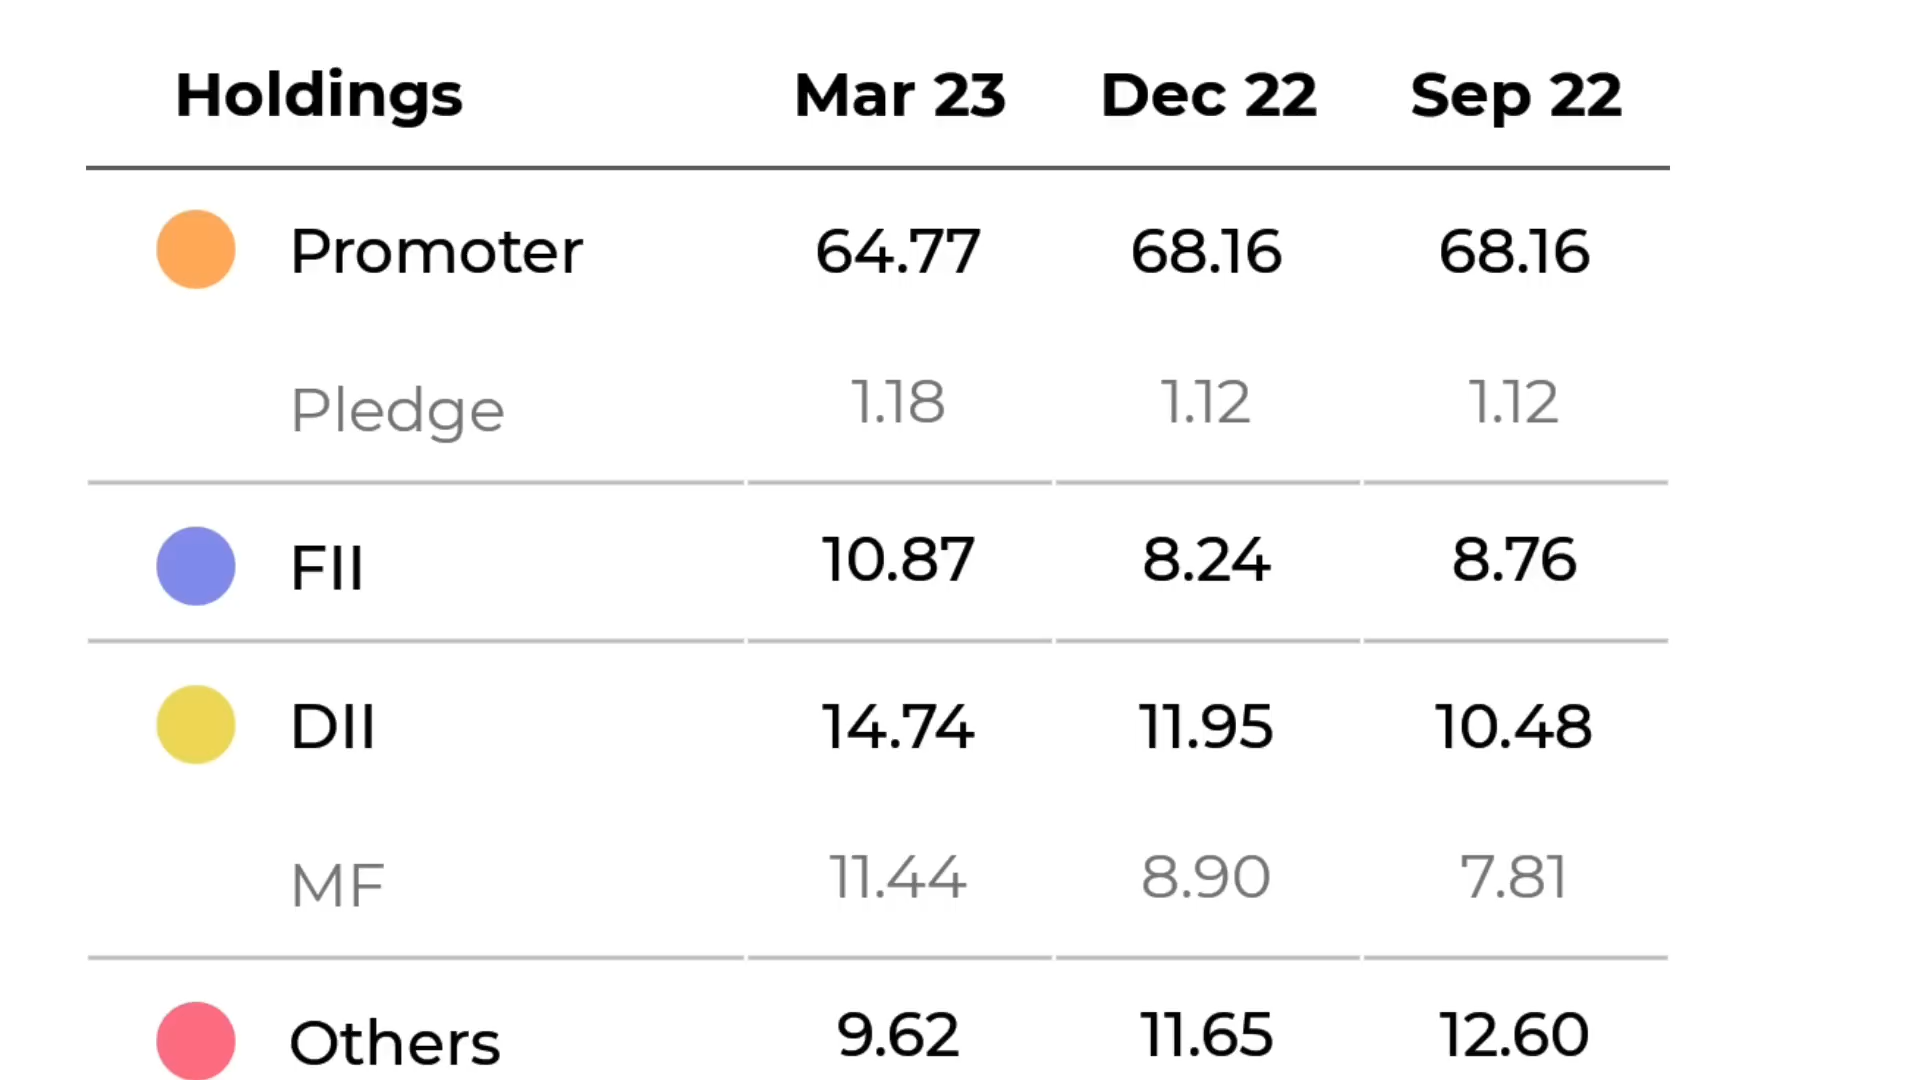 Holdings Mar 23 Dec 22 Sep 22
Promoter 64.77 68.16 68.16
Pledge 1.18 1.12 1.12
FII 10.87 8.24 8.76
DII 14.74 11.95 10.48
MF 11.44 8.90 7.81
Others 9.62 11.65 12.60